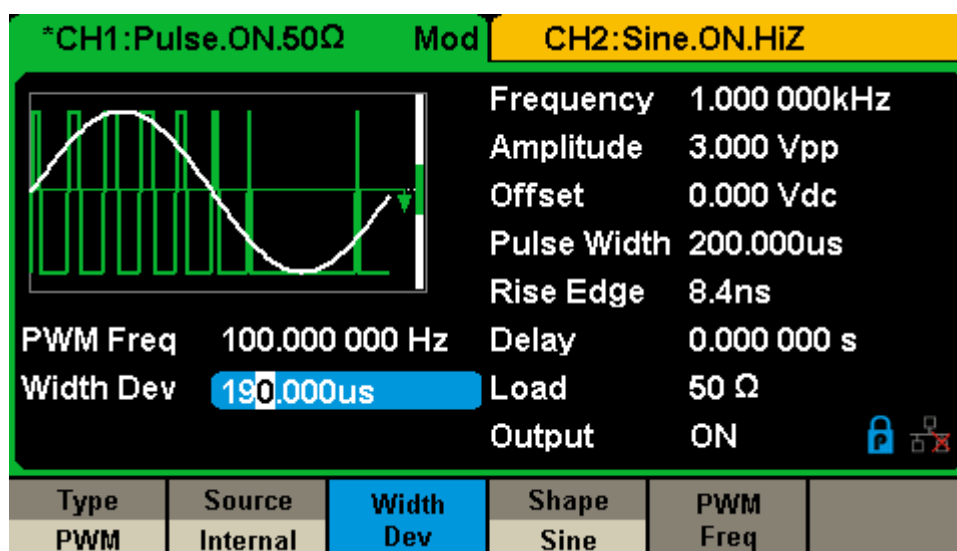 *CH1:Pulse.ON.50Ω Mod CH2:Sine.ON.HiZ
Frequency 1.000 000kHz
Amplitude 3.000 Vpp
Offset 0.000 Vdc
Pulse Width 200.000us
Rise Edge 8.4ns
PWM Freq 100.000 000 Hz Delay 0.000 000 s
Width Dev 190.000us Load 50 Ω
Output ON P
Type Source Width Shape PWM
PWM Internal Dev Sine Freq